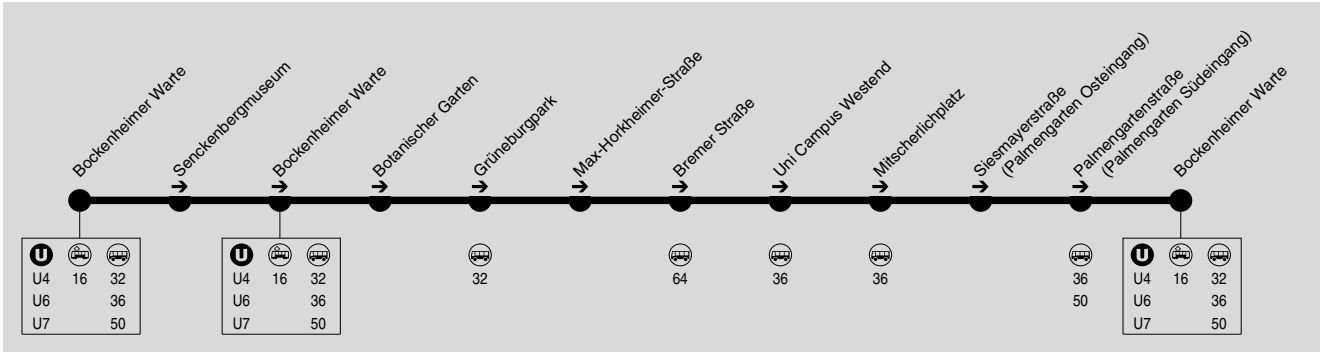 Bockenheimer Warte
Senckenbergmuseum
Bockenheimer Warte
Botanischer Garten
Grüneburgpark
Max-Horkheimer-Straße
Bremer Straße
Uni Campus Westend
Mitscherlichplatz
Siesmayerstraße
(Palmengarten Osteingang)
Palmengartenstraße
(Palmengarten Südeingang)
Bockenheimer Warte
U
U4 16 32
U6 36
U7 50
U
U4 16 32
U6 36
U7 50
32
64
36
36
36
50
U
U4 16 32
U6 36
U7 50